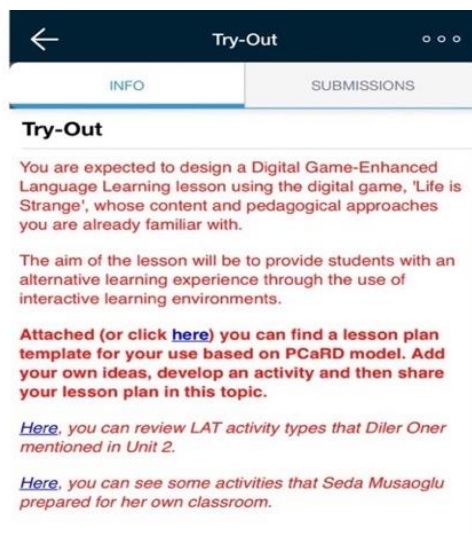 Try-Out
INFO
SUBMISSIONS
Try-Out
You are expected to design a Digital Game-Enhanced
Language Learning lesson using the digital game, 'Life is
Strange', whose content and pedagogical approaches
you are already familiar with.
The aim of the lesson will be to provide students with an
alternative learning experience through the use of
interactive learning environments.
Attached (or click here) you can find a lesson plan
template for your use based on PCaRD model. Add
your own ideas, develop an activity and then share
your lesson plan in this topic.
Here, you can review LAT activity types that Diler Oner
mentioned in Unit 2.
Here, you can see some activities that Seda Musaoglu
prepared for her own classroom.